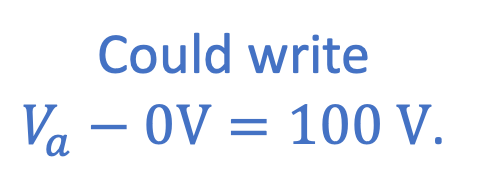 Could write
Vₐ − 0V = 100 V.